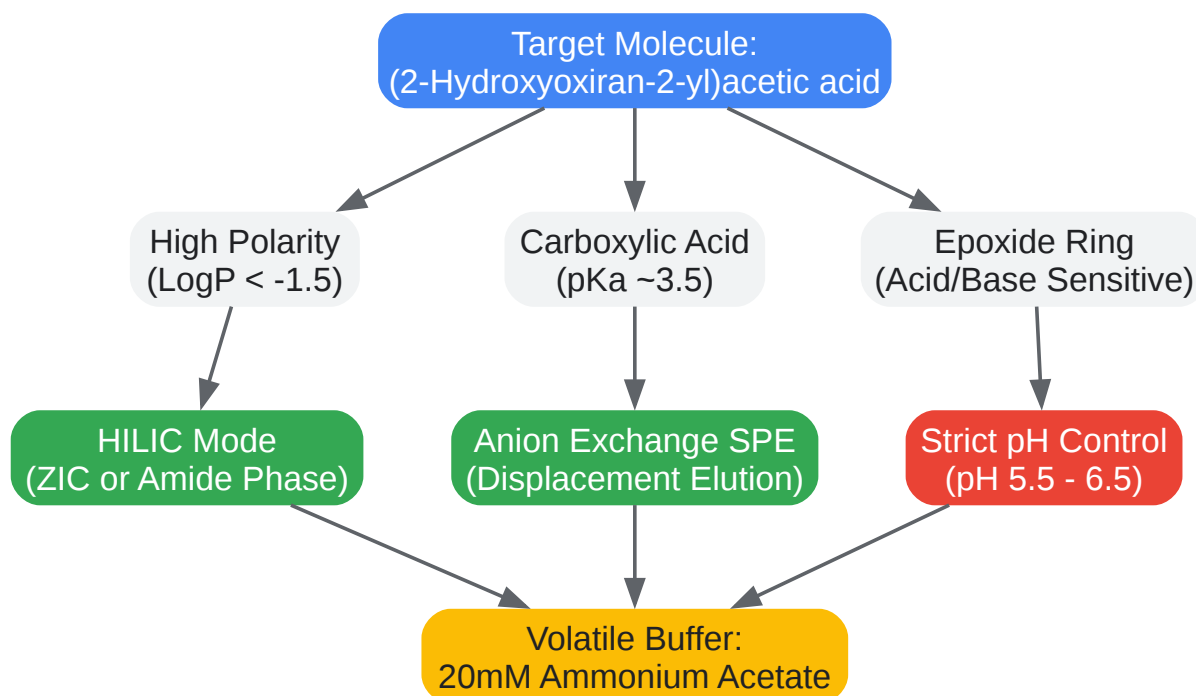 Target Molecule:
(2-Hydroxyoxiran-2-yl)acetic acid
High Polarity
(LogP < -1.5)
Carboxylic Acid
(pKa ~3.5)
Epoxide Ring
(Acid/Base Sensitive)
HILIC Mode
(ZIC or Amide Phase)
Anion Exchange SPE
(Displacement Elution)
Strict pH Control
(pH 5.5 - 6.5)
Volatile Buffer:
20mM Ammonium Acetate